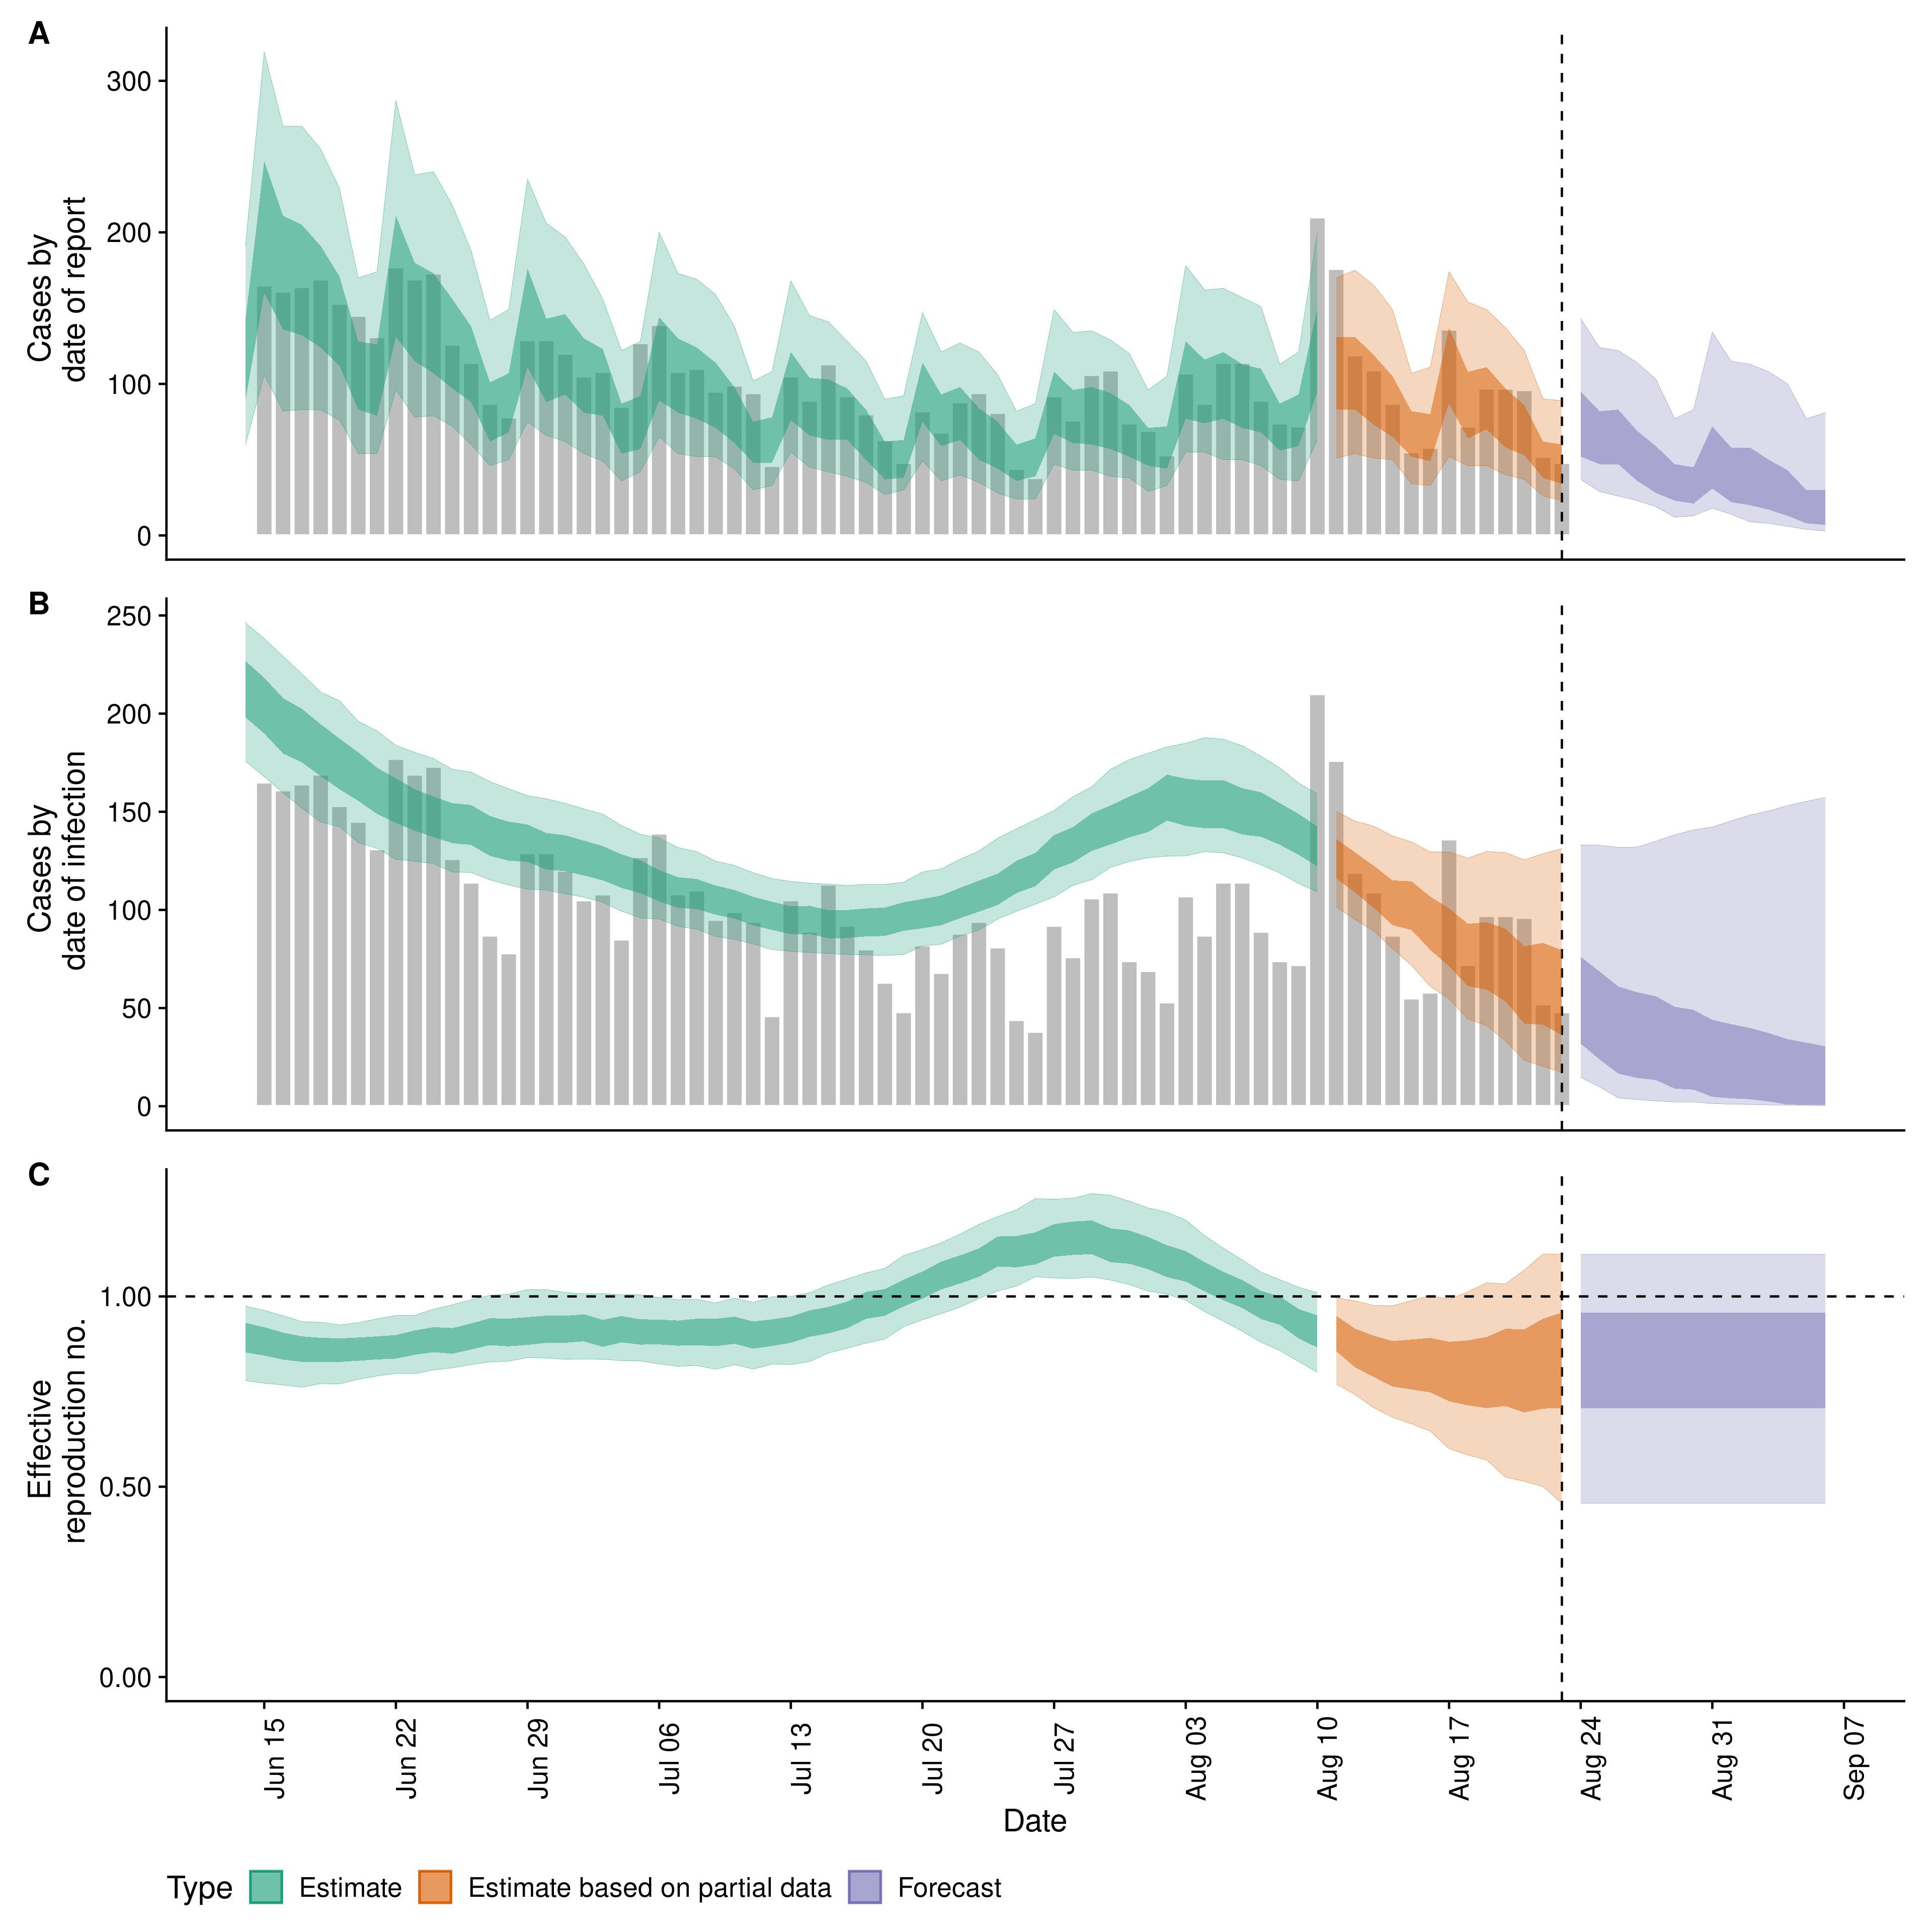 A
300
200
100
0
Cases by
date of report
B
250
200
150
100
50
0
Cases by
date of infection
C
1.00
0.50
0.00
Effective
reproduction no.
Jun 15
Jun 22
Jun 29
Jul 06
Jul 13
Jul 20
Jul 27
Aug 03
Aug 10
Aug 17
Aug 24
Aug 31
Sep 07
Date
Type Estimate Estimate based on partial data Forecast